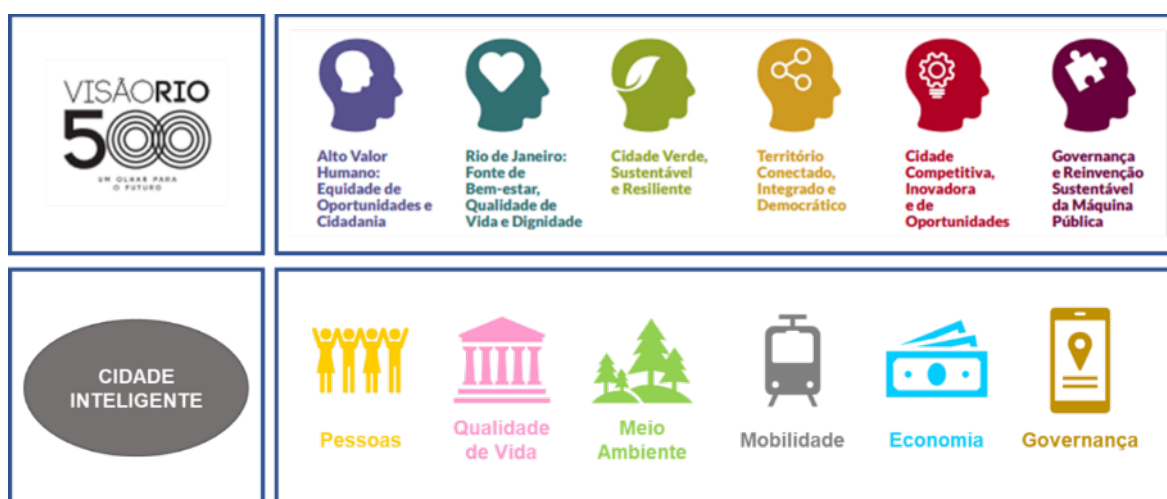 VISÃORIO
500
UM OLHAR PARA
O FUTURO
Alto Valor
Humano:
Equidade de
Oportunidades e
Cidadania
Rio de Janeiro:
Fonte de
Bem-estar,
Qualidade de
Vida e Dignidade
Cidade Verde,
Sustentável
e Resiliente
Território
Conectado,
Integrado e
Democrático
Cidade
Competitiva,
Inovadora
e de
Oportunidades
Governança
e Reinvenção
Sustentável
da Máquina
Pública
CIDADE
INTELIGENTE
Pessoas
Qualidade
de Vida
Meio
Ambiente
Mobilidade
Economia
Governança